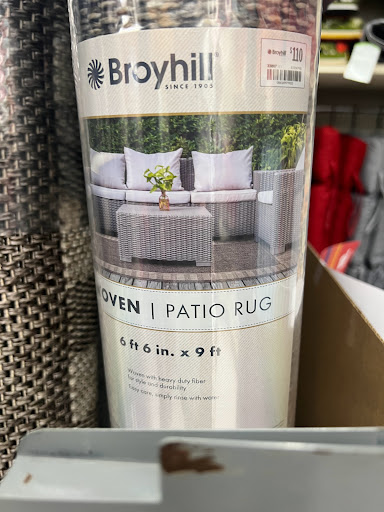 Broyhill
SINCE 1905
$110
OVEN | PATIO RUG
6 ft 6 in. x 9 ft
Woven with heavy duty fiber
for style and durability
Easy care, simply rinse with water